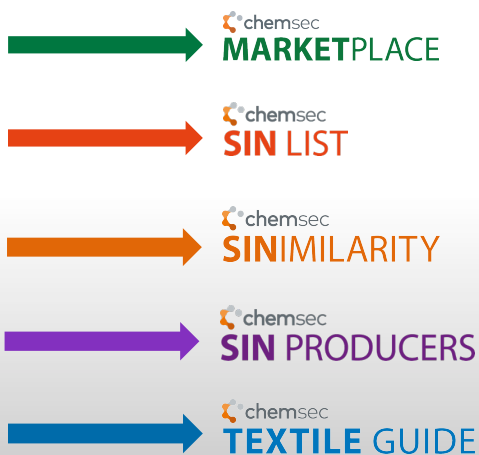 chemsec
MARKETPLACE
chemsec
SIN LIST
chemsec
SINIMILARITY
chemsec
SIN PRODUCERS
chemsec
TEXTILE GUIDE